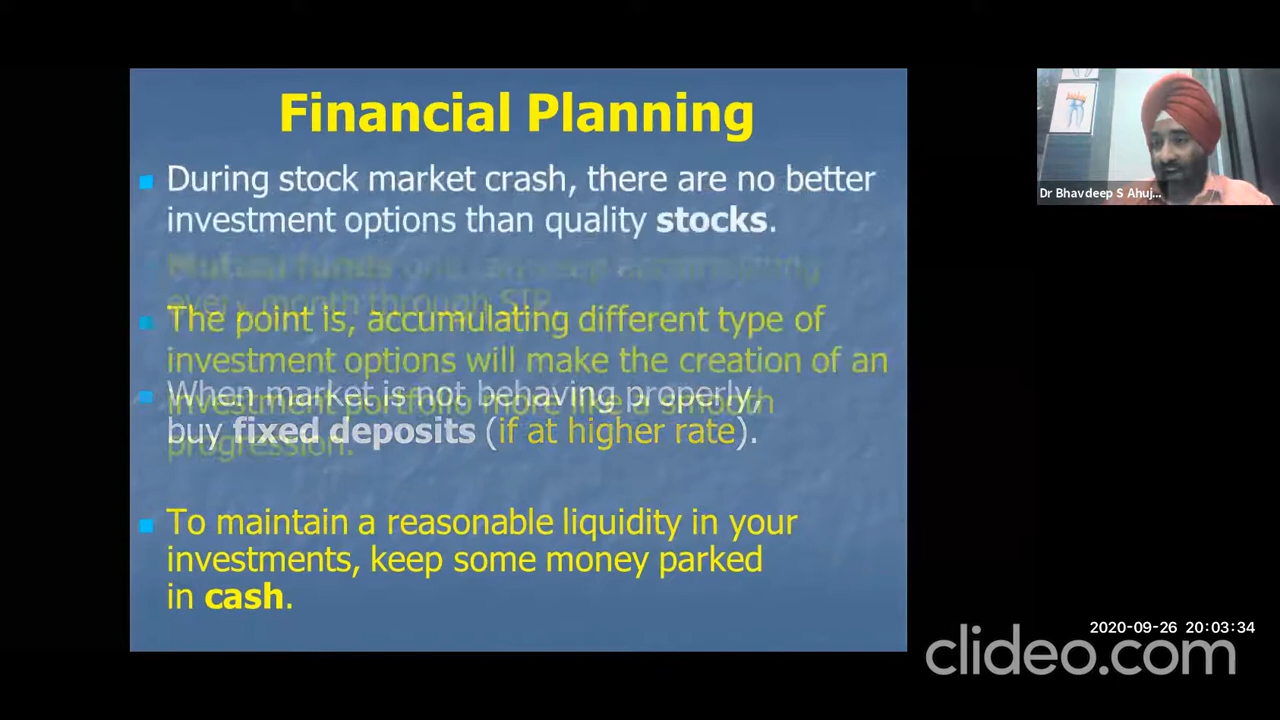 Financial Planning
During stock market crash, there are no better
investment options than quality stocks.
Mutual funds accumulating
every month through SIP.
The point is, accumulating different type of
investment options will make the creation of an
investment portfolio more like a smooth
progression.
When market is not behaving properly,
buy fixed deposits (if at higher rate).
To maintain a reasonable liquidity in your
investments, keep some money parked
in cash.
Dr Bhavdeep S Ahuj...
2020-09-26 20:03:34
clideo.com